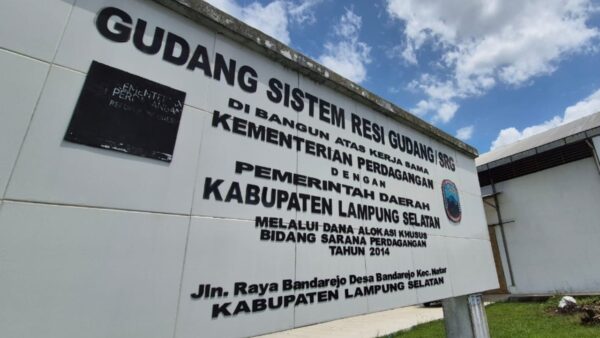 GUDANG SISTEM RESI GUDANG/SRG
DI BANGUN ATAS KERJA SAMA
KEMENTERIAN PERDAGANGAN
DENGAN
PEMERINTAH DAERAH
KABUPATEN LAMPUNG SELATAN
MELALUI DANA ALOKASI KHUSUS
BIDANG SARANA PERDAGANGAN
TAHUN 2014
Jln. Raya Bandarejo Desa Bandarejo Kec. Natar
KABUPATEN LAMPUNG SELATAN